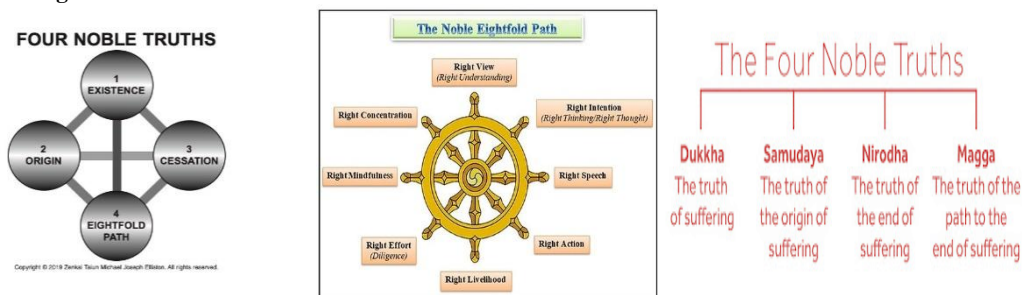 FOUR NOBLE TRUTHS
1
EXISTENCE
2
ORIGIN
3
CESSATION
4
EIGHTFOLD
PATH
Copyright © 2018 Zenkai Taiun Michael Joseph Elliston. All rights reserved.
The Noble Eightfold Path
Right View
(Right Understanding)
Right Concentration
Right Intention
(Right Thinking/Right Thought)
Right Mindfulness
Right Speech
Right Effort
(Diligence)
Right Action
Right Livelihood
The Four Noble Truths
Dukkha
The truth
of suffering
Samudaya
The truth of
the origin of
suffering
Nirodha
The truth of
the end of
suffering
Magga
The truth of the
path to the
end of suffering